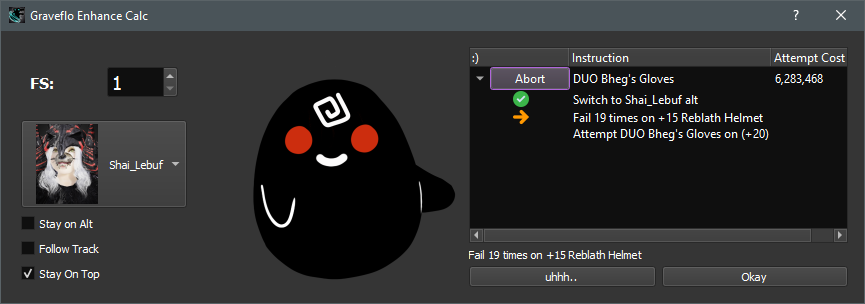 Graveflo Enhance Calc
?
FS:
1
Shai_Lebuf
Stay on Alt
Follow Track
Stay On Top
:) Instruction Attempt Cost
Abort DUO Bheg's Gloves 6,283,468
Switch to Shai_Lebuf alt
Fail 19 times on +15 Reblath Helmet
Attempt DUO Bheg's Gloves on (+20)
Fail 19 times on +15 Reblath Helmet
uhhh.. Okay